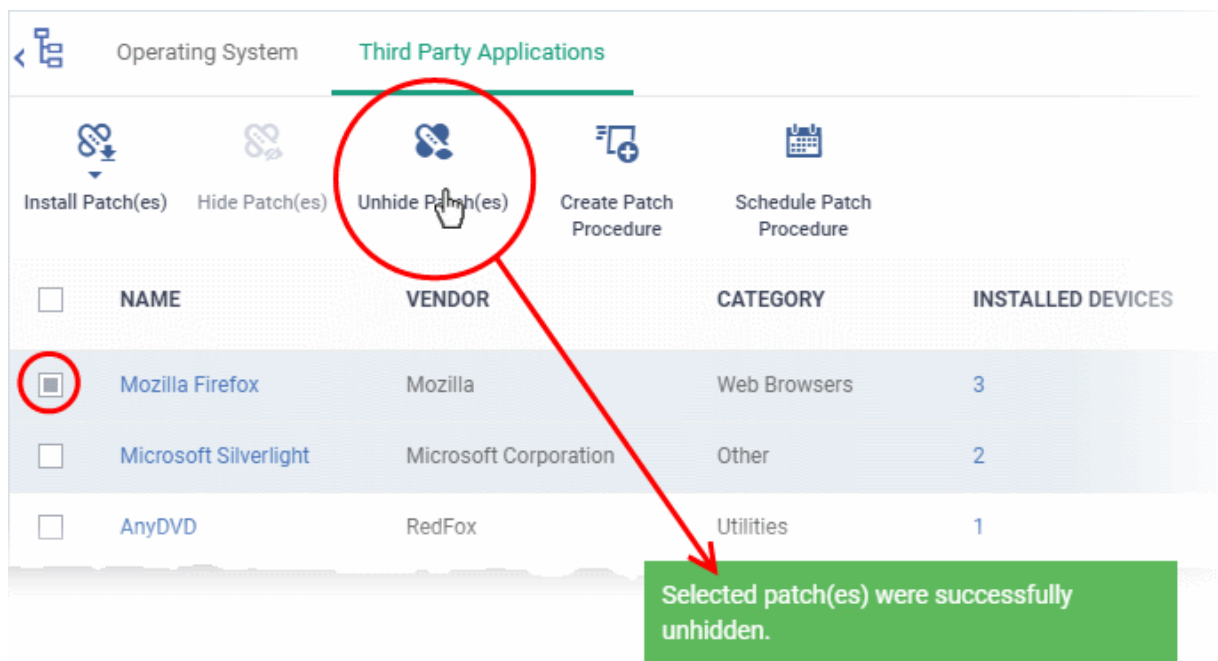 Operating System Third Party Applications
Install Patch(es) Hide Patch(es) Unhide Patch(es) Create Patch Procedure Schedule Patch Procedure
NAME VENDOR CATEGORY INSTALLED DEVICES
Mozilla Firefox Mozilla Web Browsers 3
Microsoft Silverlight Microsoft Corporation Other 2
AnyDVD RedFox Utilities 1
Selected patch(es) were successfully
unhidden.